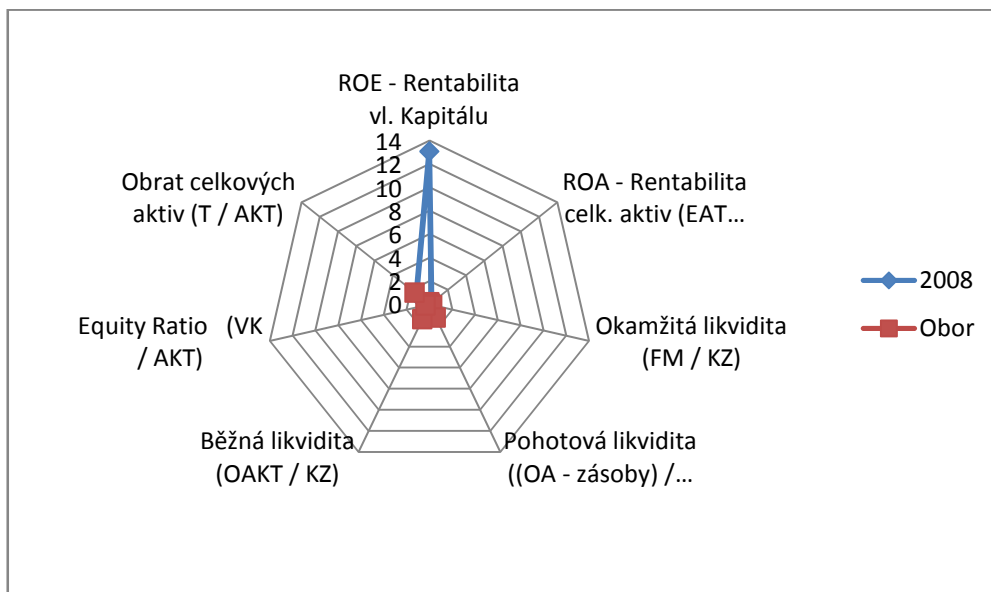 ROE - Rentabilita
vl. Kapitálu
14
12
10
8
6
4
2
0
ROA - Rentabilita
celk. aktiv (EAT...
Okamžitá likvidita
(FM / KZ)
Pohotová likvidita
((OA - zásoby) /...
Běžná likvidita
(OAKT / KZ)
Equity Ratio (VK
/ AKT)
Obrat celkových
aktiv (T / AKT)
2008
Obor